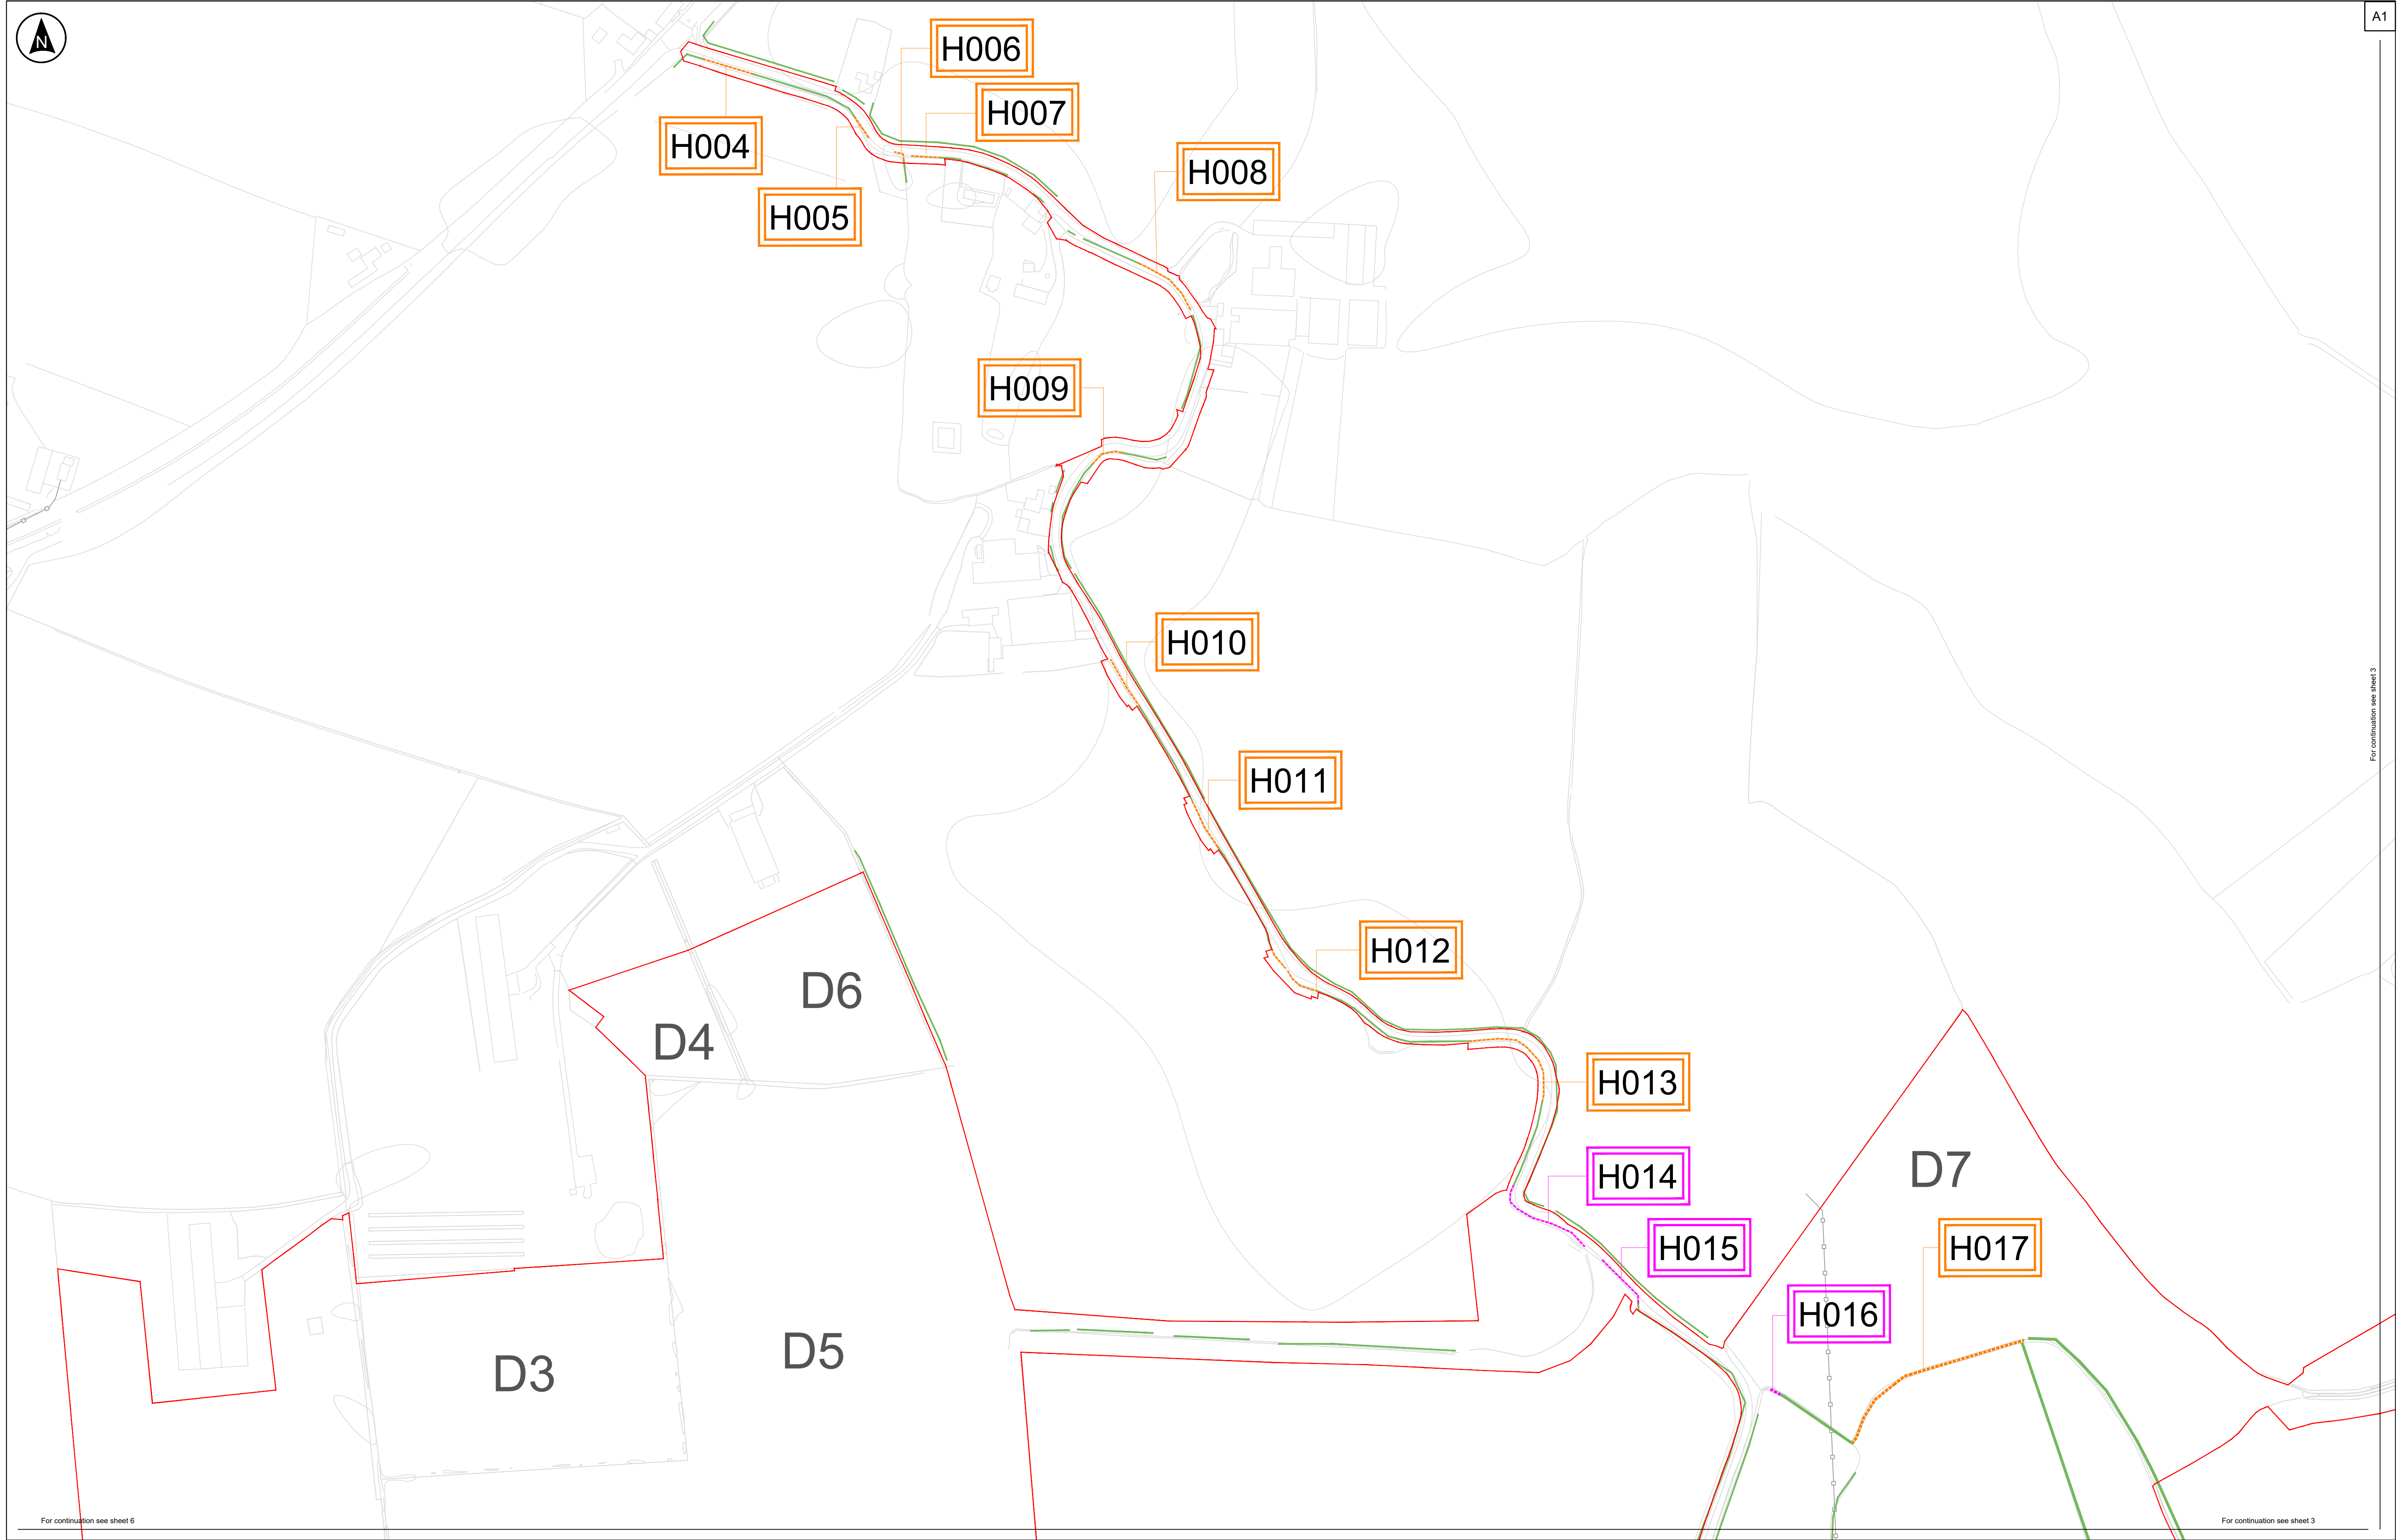 N
A1
H006
H007
H004
H008
H005
H009
H010
For continuation see sheet 3
H011
H012
D6
D4
H013
H014
D7
H015
H017
H016
D5
D3
For continuation see sheet 6
For continuation see sheet 3